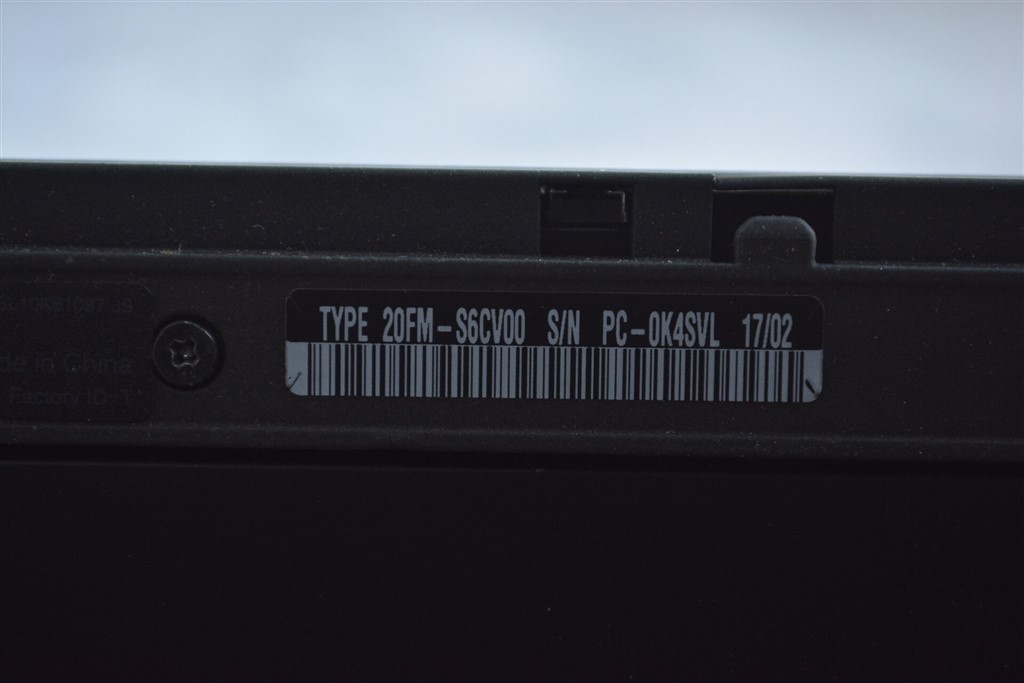 TYPE 20FM-S6CV00 S/N PC-0K4SVL 17/02
de in China
Factory ID: